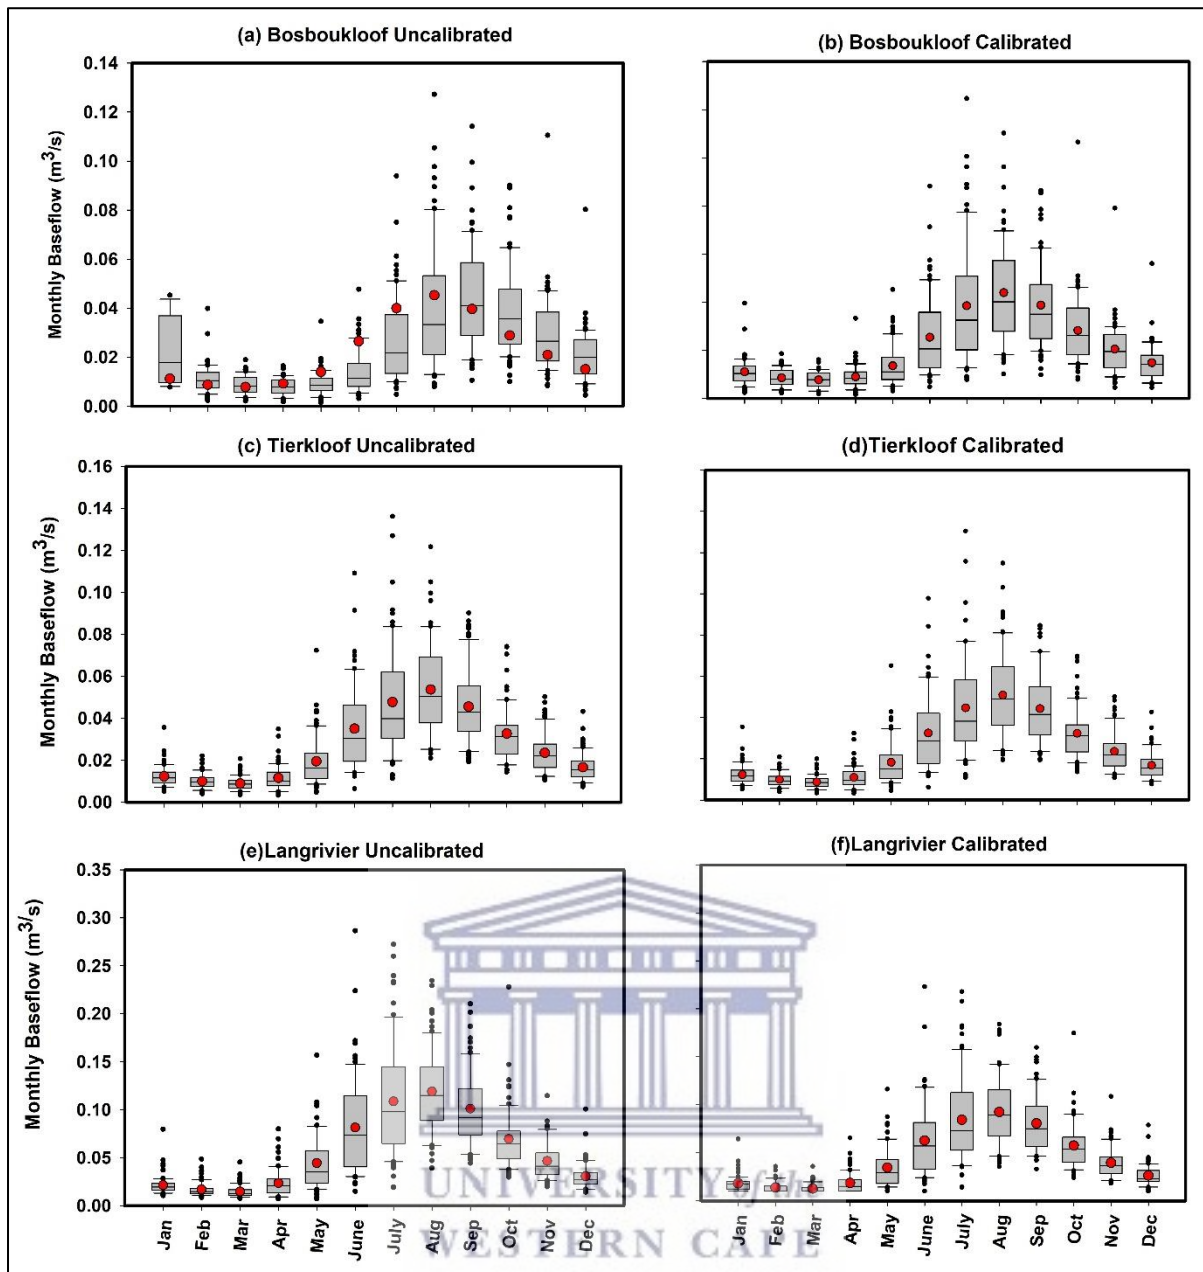 (a) Bosboukloof Uncalibrated
(b) Bosboukloof Calibrated
Monthly Baseflow (m³/s)
0.14
0.12
0.10
0.08
0.06
0.04
0.02
0.00
(c) Tierkloof Uncalibrated
(d)Tierkloof Calibrated
Monthly Baseflow (m³/s)
0.16
0.14
0.12
0.10
0.08
0.06
0.04
0.02
0.00
(e)Langrivier Uncalibrated
(f)Langrivier Calibrated
Monthly Baseflow (m³/s)
0.35
0.30
0.25
0.20
0.15
0.10
0.05
0.00
Jan Feb Mar Apr May June July Aug Sep Oct Nov Dec
Jan Feb Mar Apr May June July Aug Sep Oct Nov Dec
UNIVERSITY of the
WESTERN CAPE